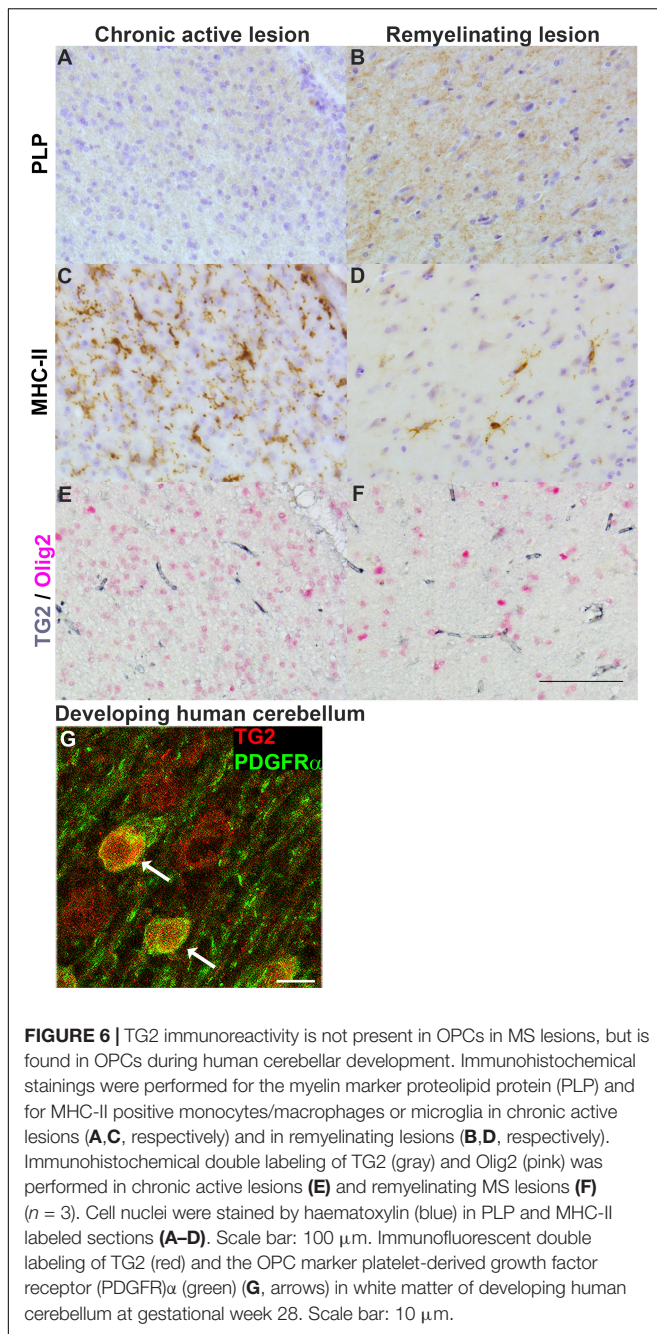 Chronic active lesion Remyelinating lesion
A B
PLP
C D
MHC-II
E F
TG2 / Olig2
Developing human cerebellum
G TG2
PDGFRα
FIGURE 6 | TG2 immunoreactivity is not present in OPCs in MS lesions, but is
found in OPCs during human cerebellar development. Immunohistochemical
stainings were performed for the myelin marker proteolipid protein (PLP) and
for MHC-II positive monocytes/macrophages or microglia in chronic active
lesions (A,C, respectively) and in remyelinating lesions (B,D, respectively).
Immunohistochemical double labeling of TG2 (gray) and Olig2 (pink) was
performed in chronic active lesions (E) and remyelinating MS lesions (F)
(n = 3). Cell nuclei were stained by haematoxylin (blue) in PLP and MHC-II
labeled sections (A–D). Scale bar: 100 μm. Immunofluorescent double
labeling of TG2 (red) and the OPC marker platelet-derived growth factor
receptor (PDGFR)α (green) (G, arrows) in white matter of developing human
cerebellum at gestational week 28. Scale bar: 10 μm.